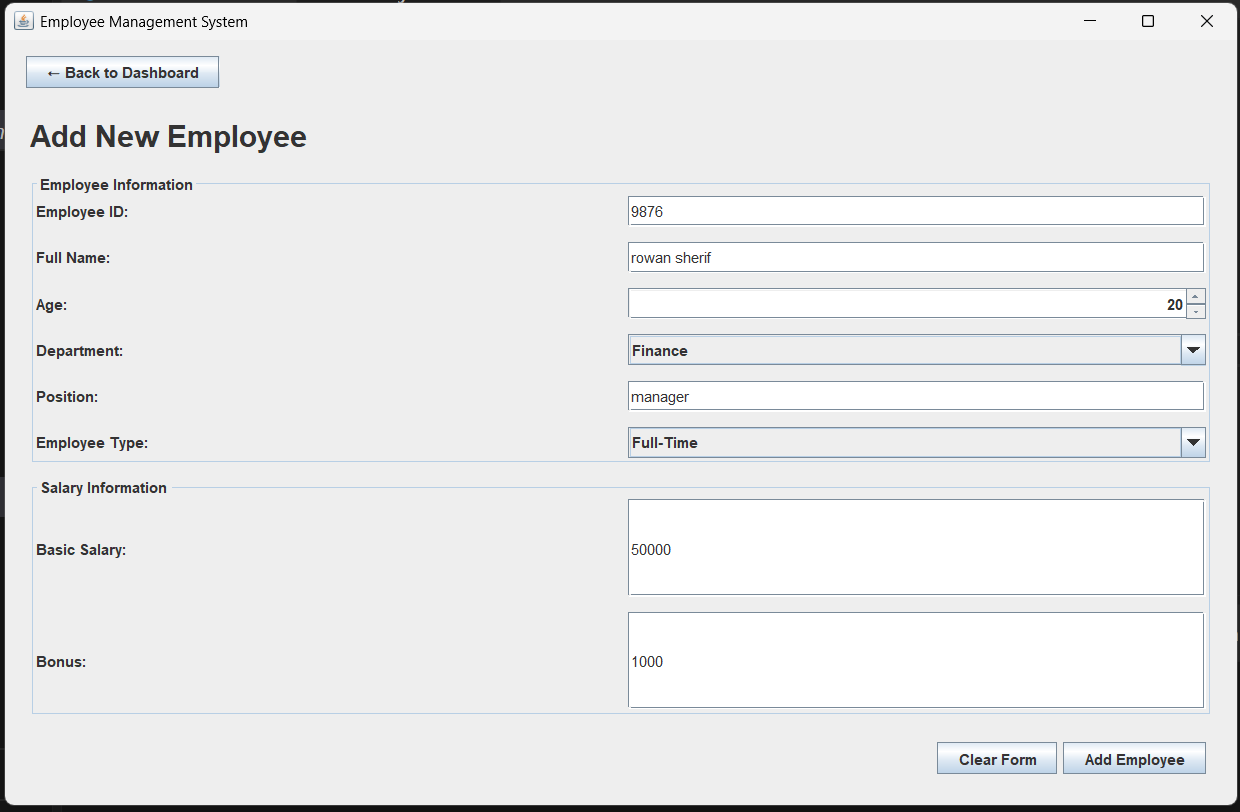 Employee Management System
← Back to Dashboard
Add New Employee
Employee Information
Employee ID: 9876
Full Name: rowan sherif
Age: 20
Department: Finance
Position: manager
Employee Type: Full-Time
Salary Information
Basic Salary: 50000
Bonus: 1000
Clear Form Add Employee